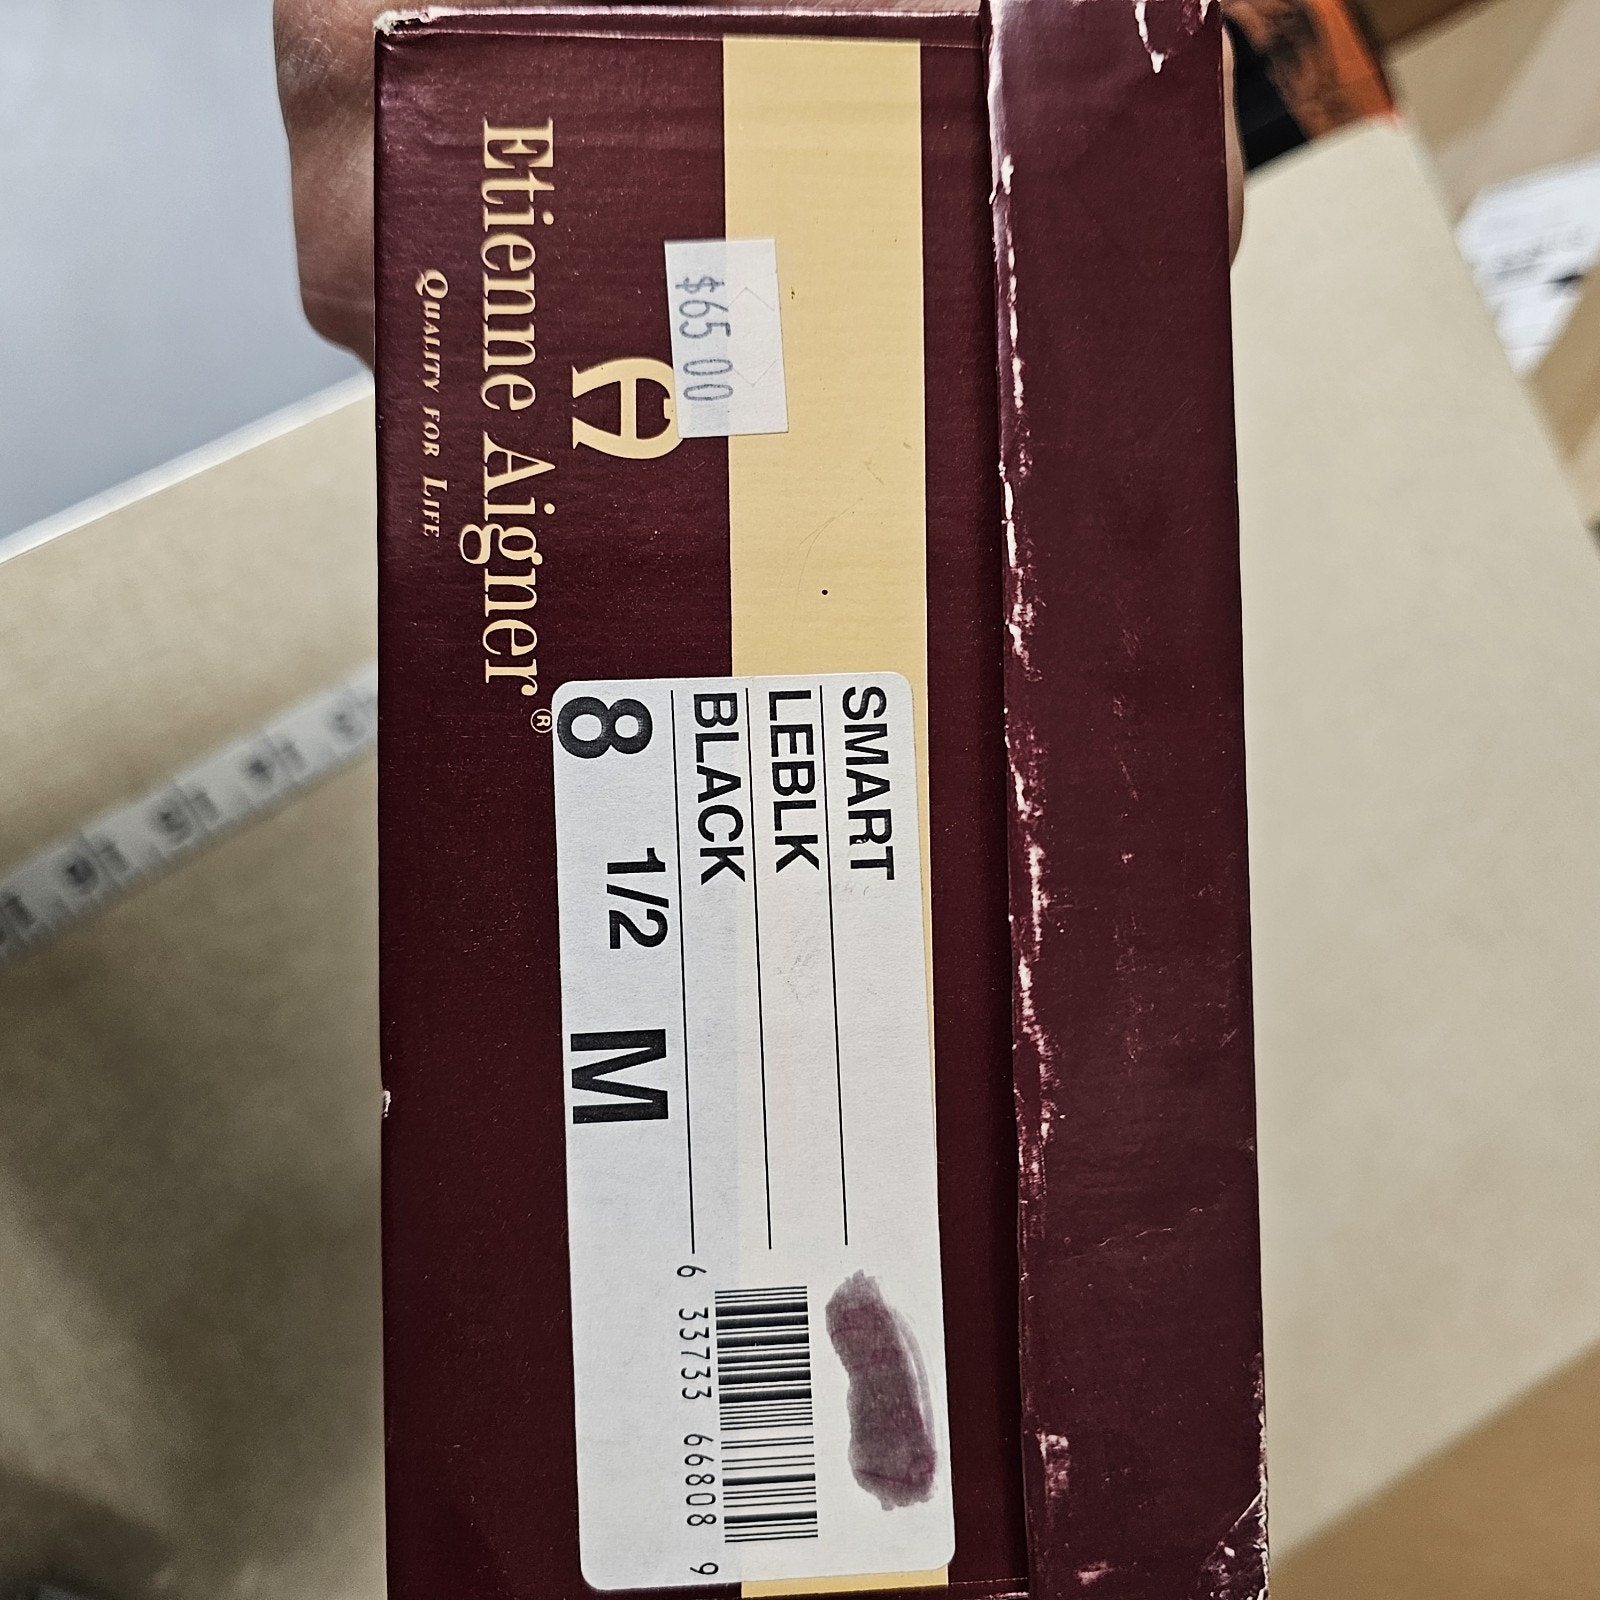 Etienne Aigner®
QUALITY FOR LIFE
$65 00
SMART
LEBLK
BLACK
8 1/2 M
6 33733 66808 9